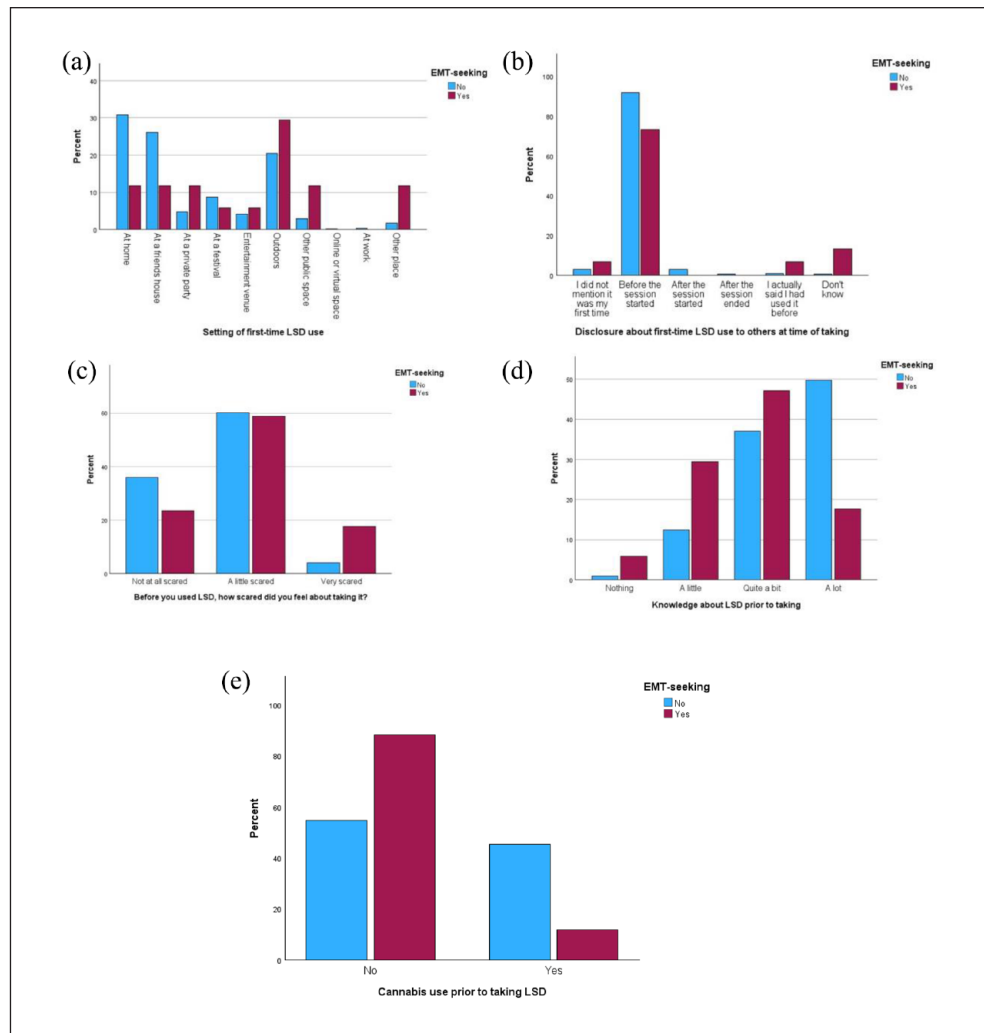 (a)
EMT-seeking
No
Yes
40
30
20
10
0
Percent
At home
At a friends house
At a private party
At a festival
Entertainment venue
Outdoors
Other public space
Online or virtual space
At work
Other place
Setting of first-time LSD use
(b)
EMT-seeking
No
Yes
100
80
60
40
20
0
Percent
I did not
mention it
was my
first time
Before the
session
started
After the
session
started
After the
session
ended
I actually
said I had
used it
before
Don't
know
Disclosure about first-time LSD use to others at time of taking
(c)
EMT-seeking
No
Yes
60
40
20
0
Percent
Not at all scared
A little scared
Very scared
Before you used LSD, how scared did you feel about taking it?
(d)
EMT-seeking
No
Yes
50
40
30
20
10
0
Percent
Nothing
A little
Quite a bit
A lot
Knowledge about LSD prior to taking
(e)
EMT-seeking
No
Yes
100
80
60
40
20
0
Percent
No
Yes
Cannabis use prior to taking LSD